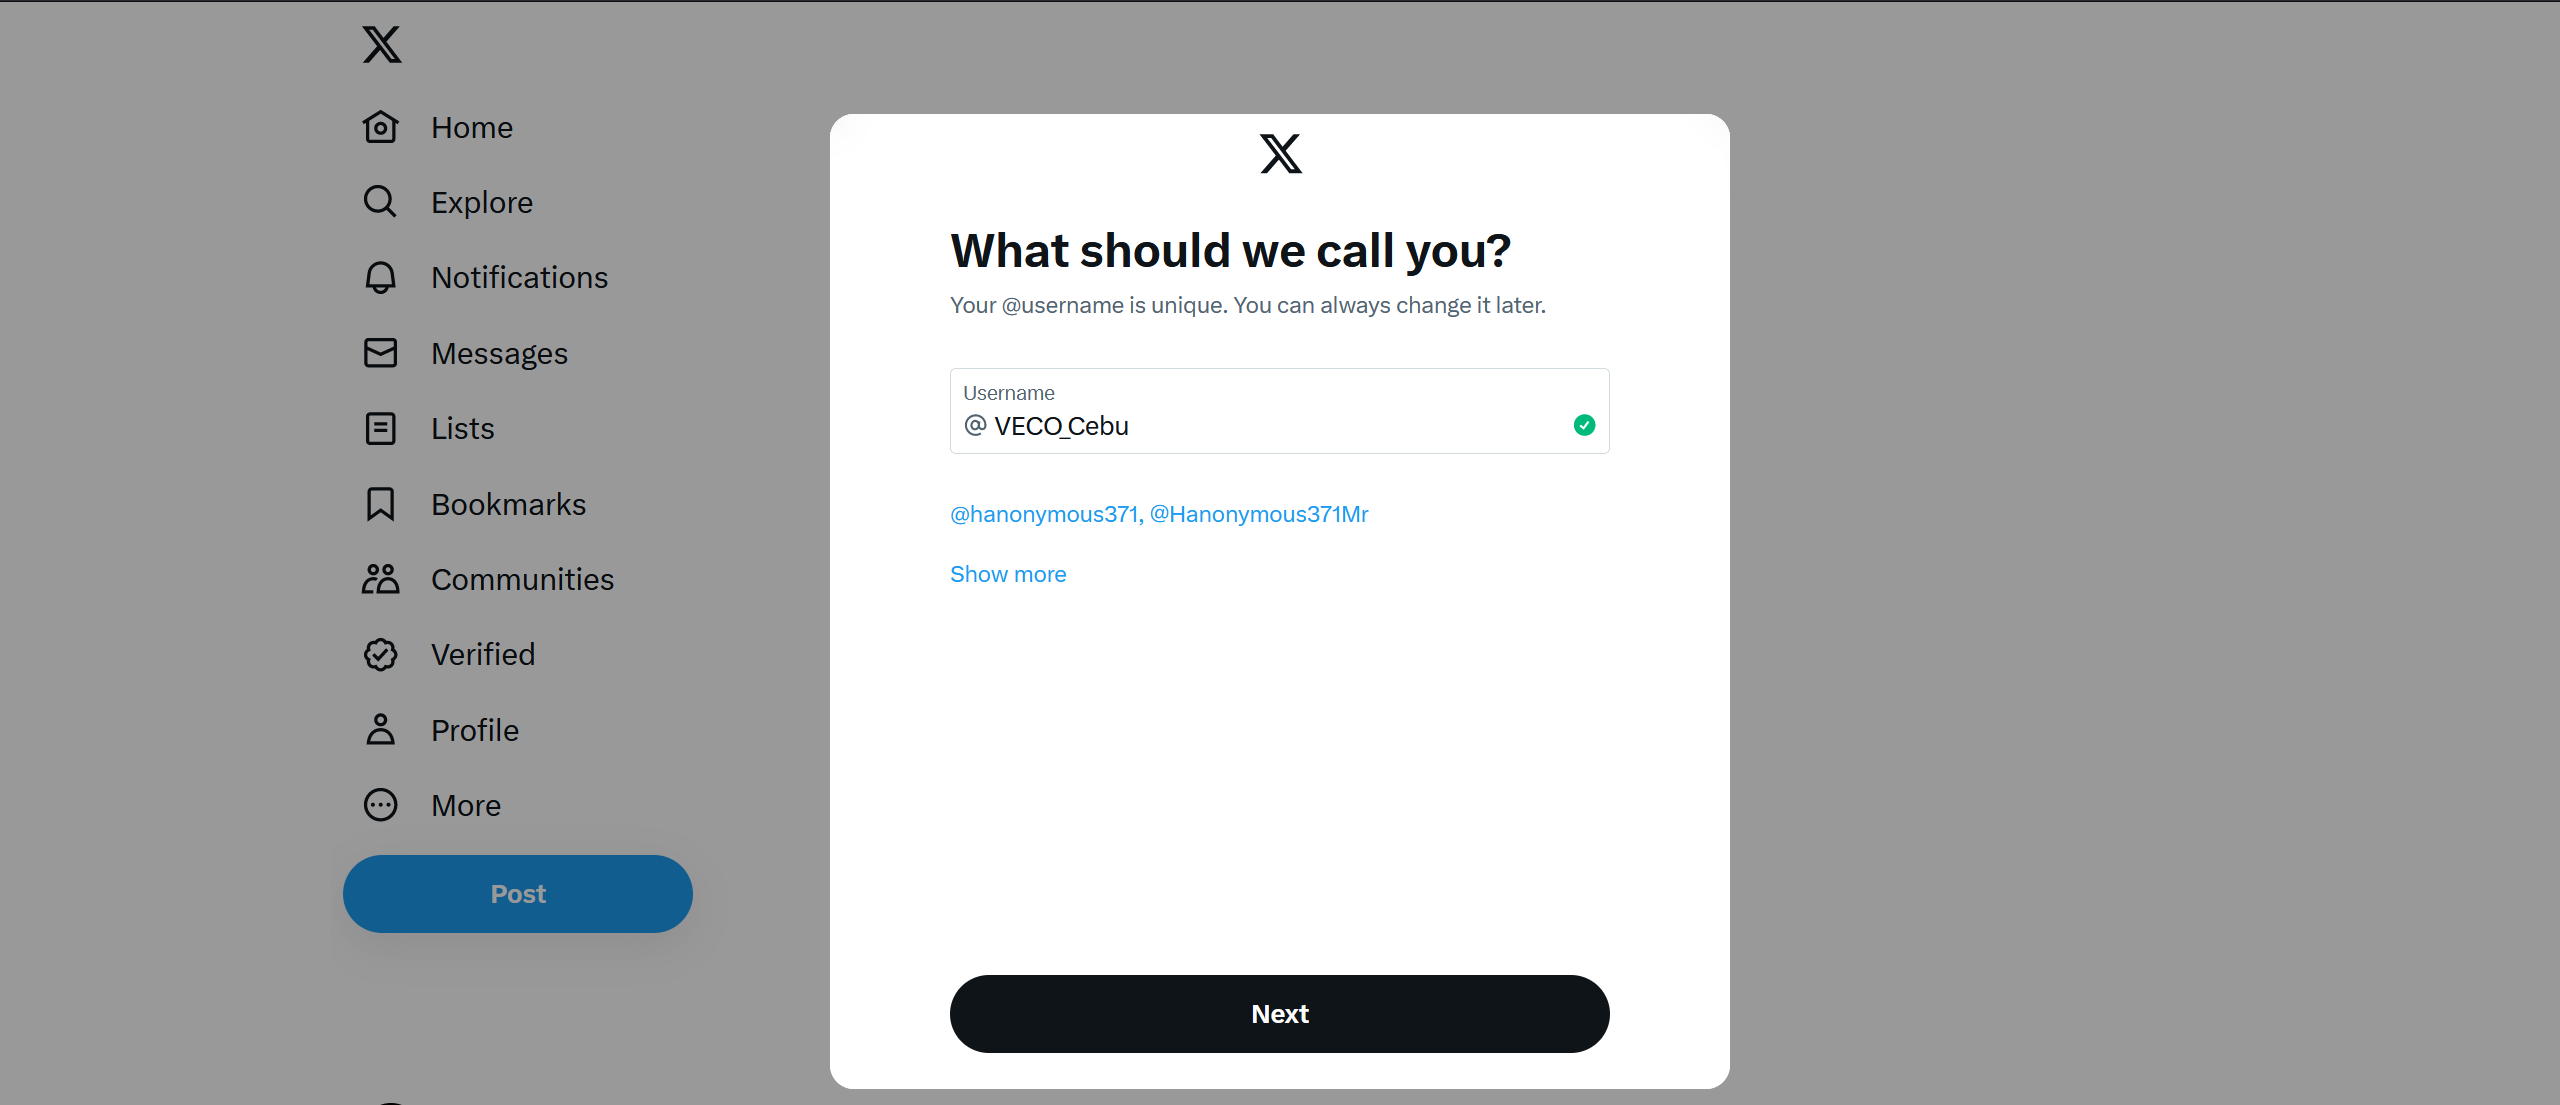 Home
Explore
Notifications
Messages
Lists
Bookmarks
Communities
Verified
Profile
More
Post
What should we call you?
Your @username is unique. You can always change it later.
Username
@ VECO_Cebu
@hanonymous371, @Hanonymous371Mr
Show more
Next